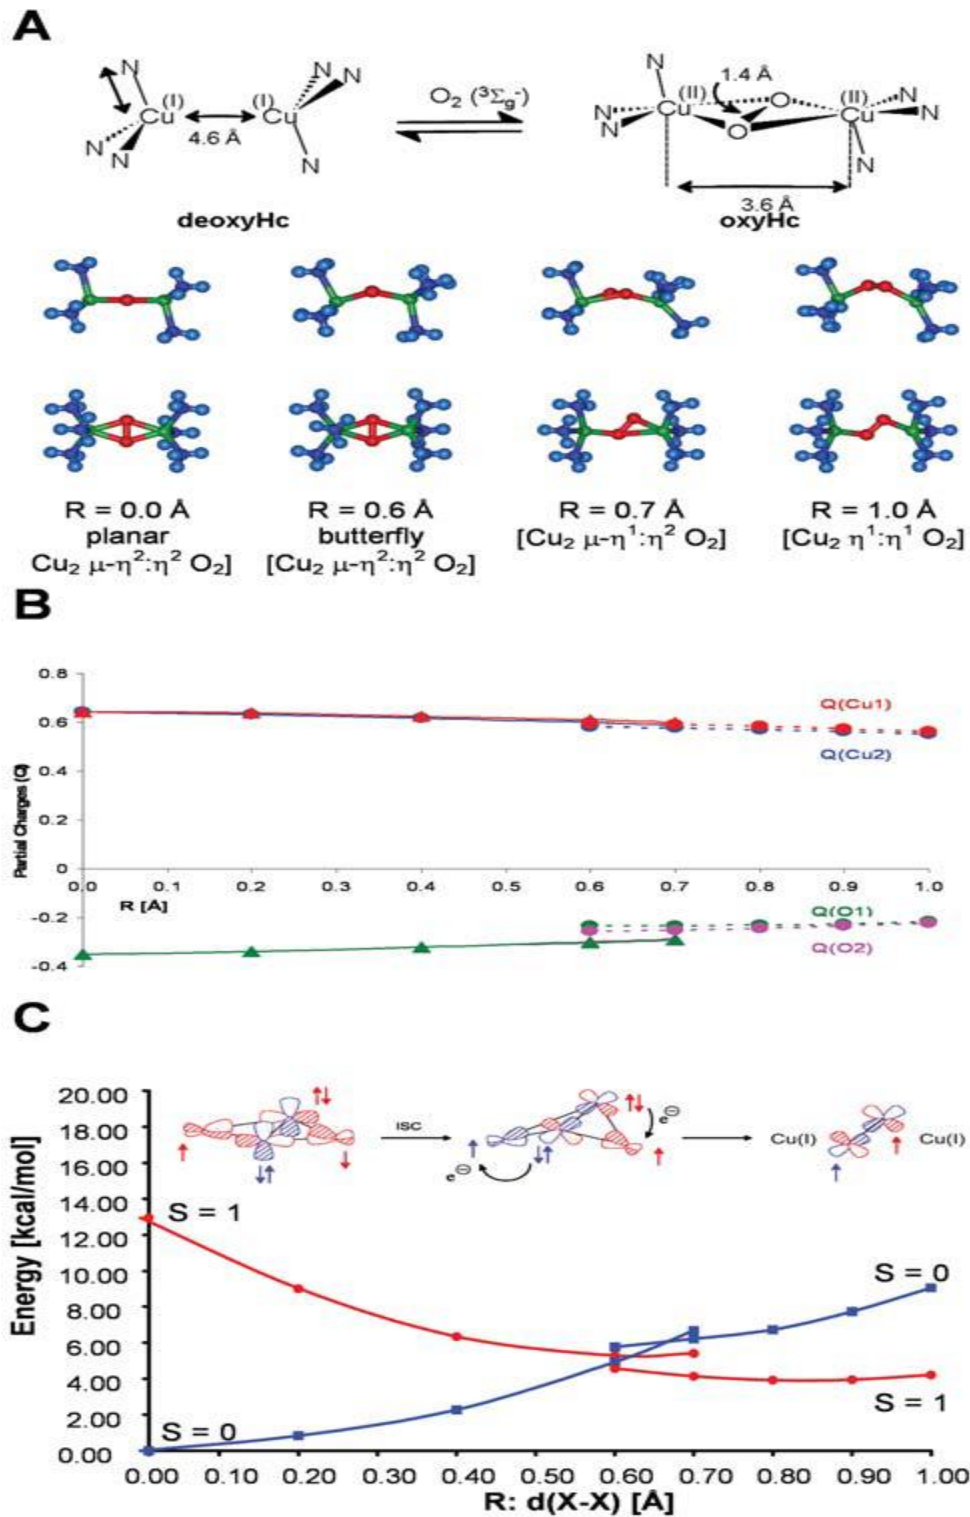 A
N N N Cu (I) 4.6 Å (I) Cu N N N
O₂ (³Σg⁻)
N N N (II) Cu 1.4 Å O O (II) Cu N N N
3.6 Å
deoxyHc oxyHc
R = 0.0 Å R = 0.6 Å R = 0.7 Å R = 1.0 Å
planar butterfly [Cu₂ μ-η¹:η² O₂] [Cu₂ η¹:η¹ O₂]
Cu₂ μ-η²:η² O₂] [Cu₂ μ-η²:η² O₂]
B
0.8
0.6
0.4
0.2
0
-0.2
-0.4
Partial Charges (Q)
Q(Cu1)
Q(Cu2)
0.0 0.1 0.2 0.3 0.4 0.5 0.6 0.7 0.8 0.9 1.0
R [Å]
Q(O1)
Q(O2)
C
20.00
18.00
16.00
14.00
12.00
10.00
8.00
6.00
4.00
2.00
0.00
Energy [kcal/mol]
ISC
e⊖
e⊖
Cu(I) Cu(I)
S = 1
S = 0
S = 1
S = 0
0.00 0.10 0.20 0.30 0.40 0.50 0.60 0.70 0.80 0.90 1.00
R: d(X-X) [Å]